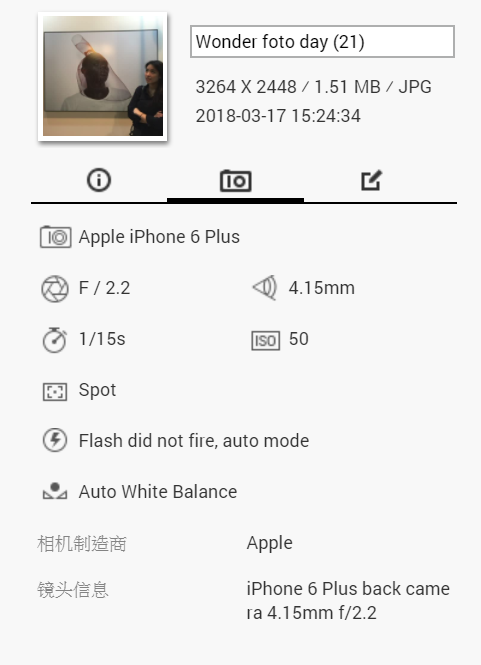 Wonder foto day (21)
3264 X 2448 / 1.51 MB / JPG
2018-03-17 15:24:34
Apple iPhone 6 Plus
F / 2.2
4.15mm
1/15s
ISO 50
Spot
Flash did not fire, auto mode
Auto White Balance
相机制造商 Apple
镜头信息 iPhone 6 Plus back came
ra 4.15mm f/2.2